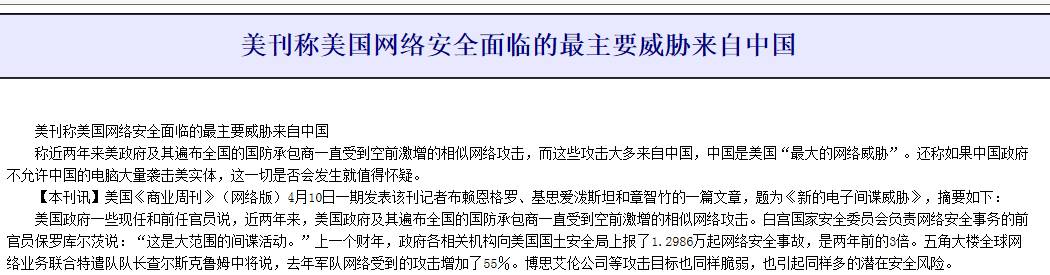 美刊称美国网络安全面临的最主要威胁来自中国
美刊称美国网络安全面临的最主要威胁来自中国
称近两年来美政府及其遍布全国的国防承包商一直受到空前激增的相似网络攻击，而这些攻击大多来自中国，中国是美国“最大的网络威胁”。还称如果中国政府
不允许中国的电脑大量袭击美实体，这一切是否会发生就值得怀疑。
【本刊讯】美国《商业周刊》（网络版）4月10日一期发表该刊记者布赖恩格罗、基思爱泼斯坦和章智竹的一篇文章，题为《新的电子间谍威胁》，摘要如下：
美国政府一些现任和前任官员说，近两年来，美国政府及其遍布全国的国防承包商一直受到空前激增的相似网络攻击。白宫国家安全委员会负责网络安全事务的前
官员保罗库尔茨说：“这是大范围的间谍活动。”上一个财年，政府各相关机构向美国国土安全局上报了1.2986万起网络安全事故，是两年前的3倍。五角大楼全球网
络业务联合特遣队队长查尔斯克鲁姆中将说，去年军队网络受到的攻击增加了55%。博思艾伦公司等攻击目标也同样脆弱，也引起同样多的潜在安全风险。